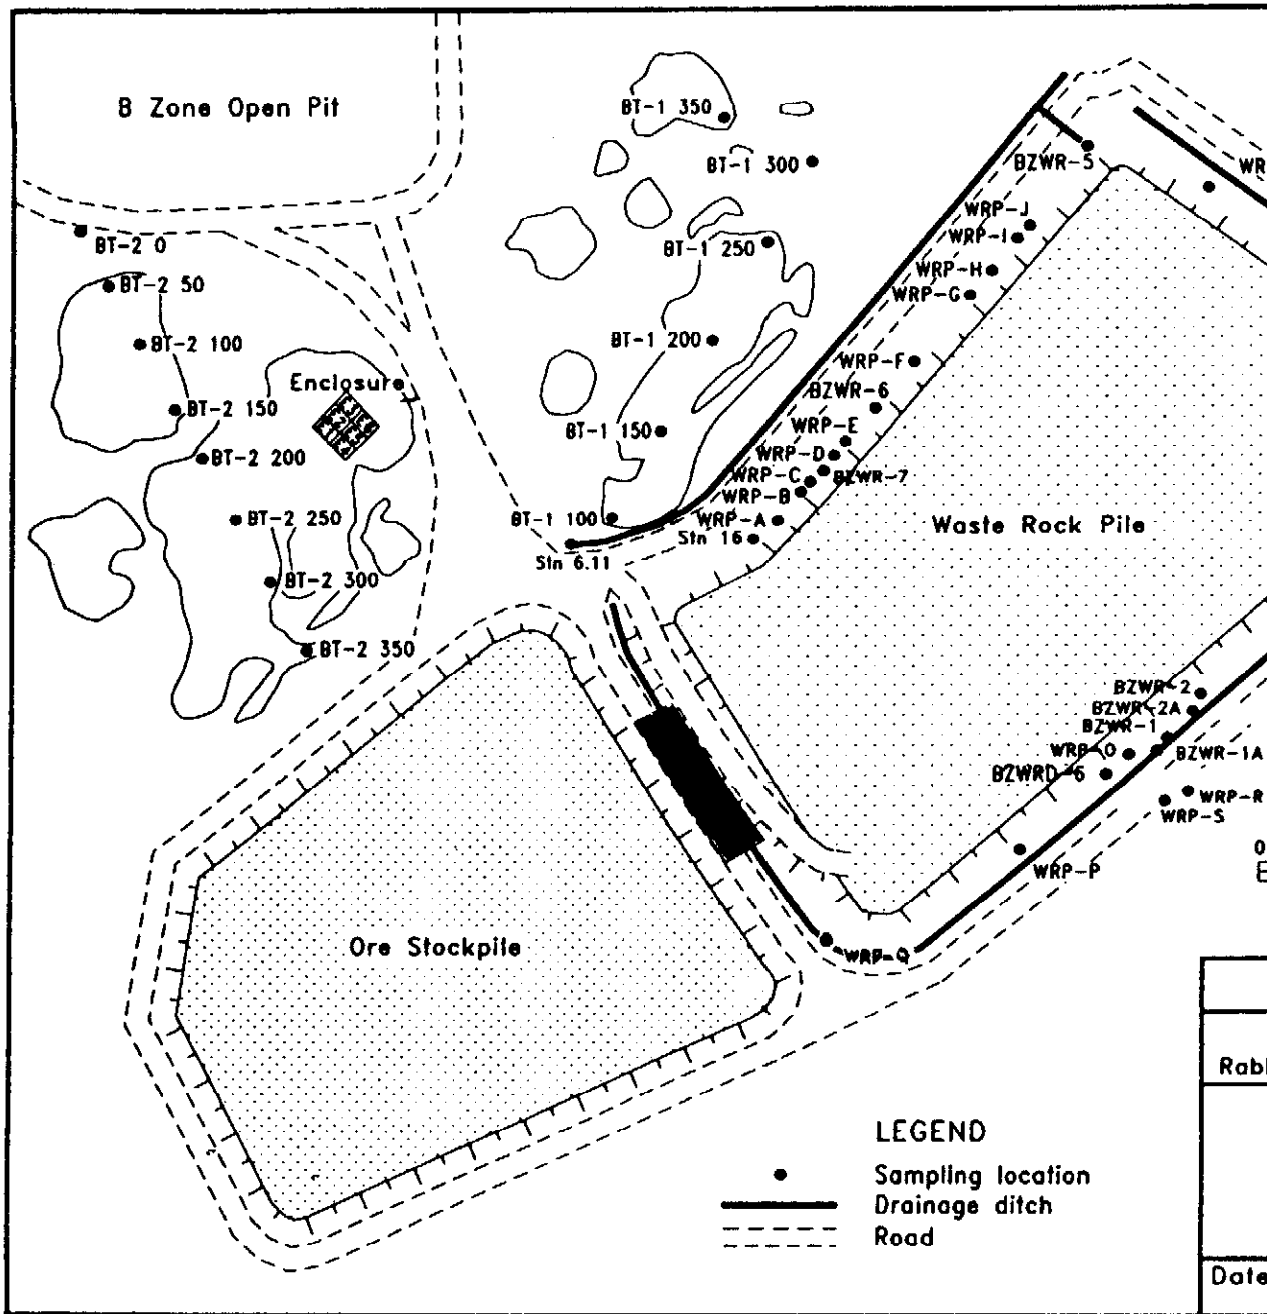 B Zone Open Pit
BT-1 350
BT-1 300
BZWR-5
WR
WRP-J
WRP-I
BT-2 0
BT-1 250
WRP-H
BT-2 50
WRP-G
BT-2 100
BT-1 200
WRP-F
Enclosure
BZWR-6
BT-2 150
BT-1 150
WRP-E
WRP-D
BT-2 200
WRP-C
BZWR-7
WRP-B
BT-2 250
BT-1 100
WRP-A
Waste Rock Pile
Stn 16
Stn 6.11
BT-2 300
BT-2 350
BZWR-2
BZWR-2A
BZWR-1
WRP-O
BZWR-1A
BZWRD-6
WRP-R
WRP-S
0
E
WRP-P
Ore Stockpile
WRP-Q
Rabb
LEGEND
Sampling location
Drainage ditch
Road
Date